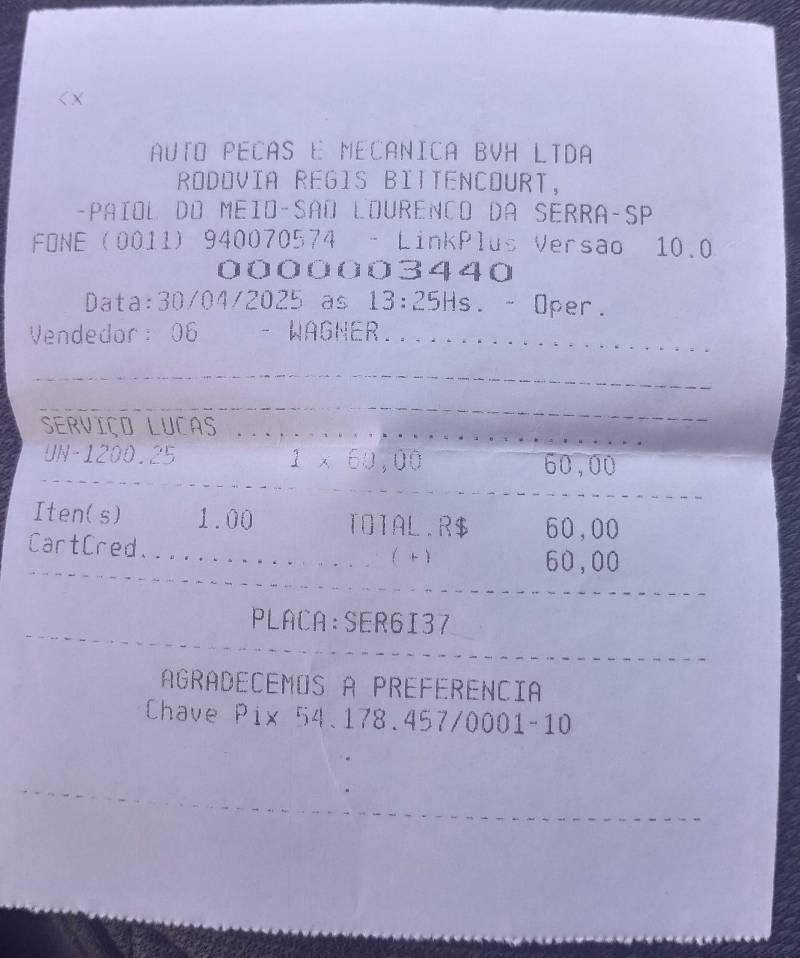 <x
AUTO PECAS E MECANICA BVH LTDA
RODOVIA REGIS BITTENCOURT,
-PAIOL DO MEIO-SAO LOURENCO DA SERRA-SP
FONE (0011) 940070574 - LinkPlus Versao 10.0
0000003440
Data:30/04/2025 as 13:25Hs. - Oper.
Vendedor: 06 - WAGNER.......................
SERVIÇO LUCAS ............................
UN-1200.25 1 x 60,00 60,00
Iten(s) 1.00 TOTAL.R$ 60,00
CartCred................ (+) 60,00
PLACA:SER6I37
AGRADECEMOS A PREFERENCIA
Chave Pix 54.178.457/0001-10
.
.